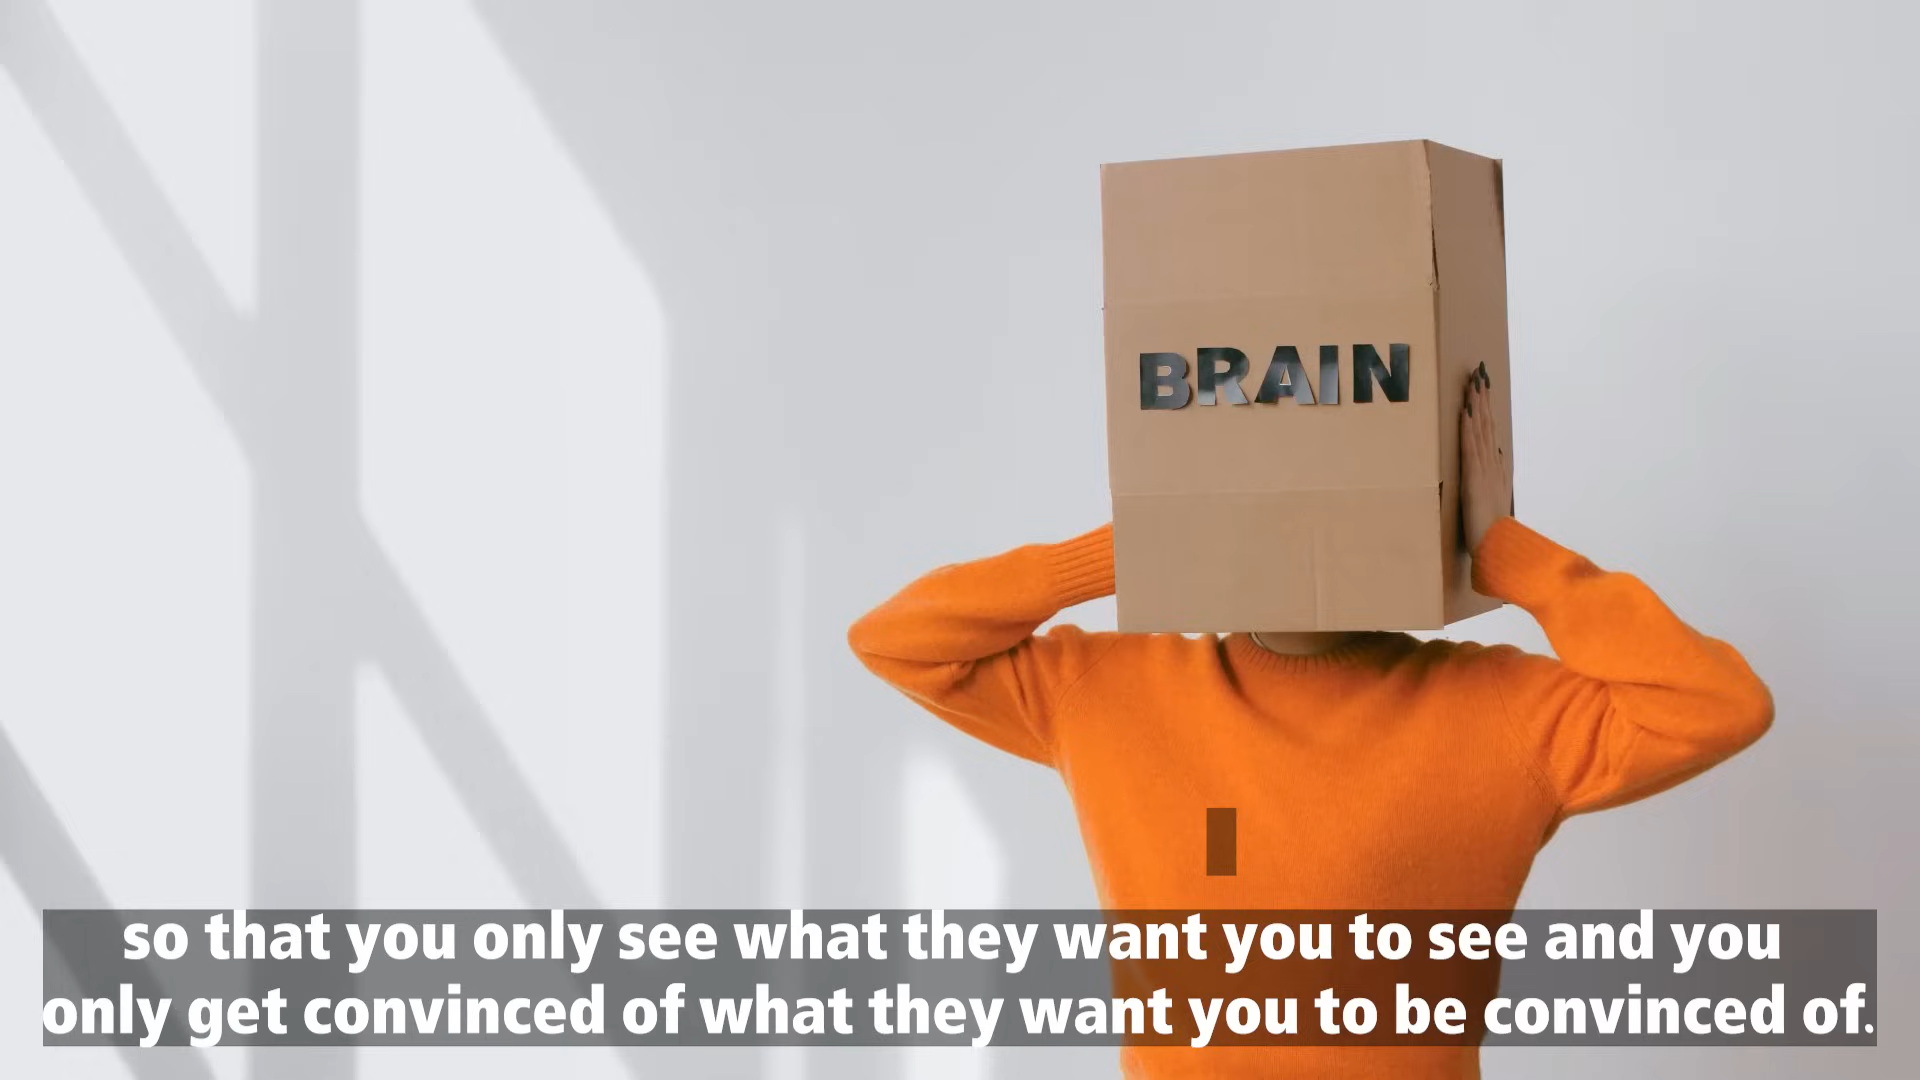 BRAIN
so that you only see what they want you to see and you
only get convinced of what they want you to be convinced of.